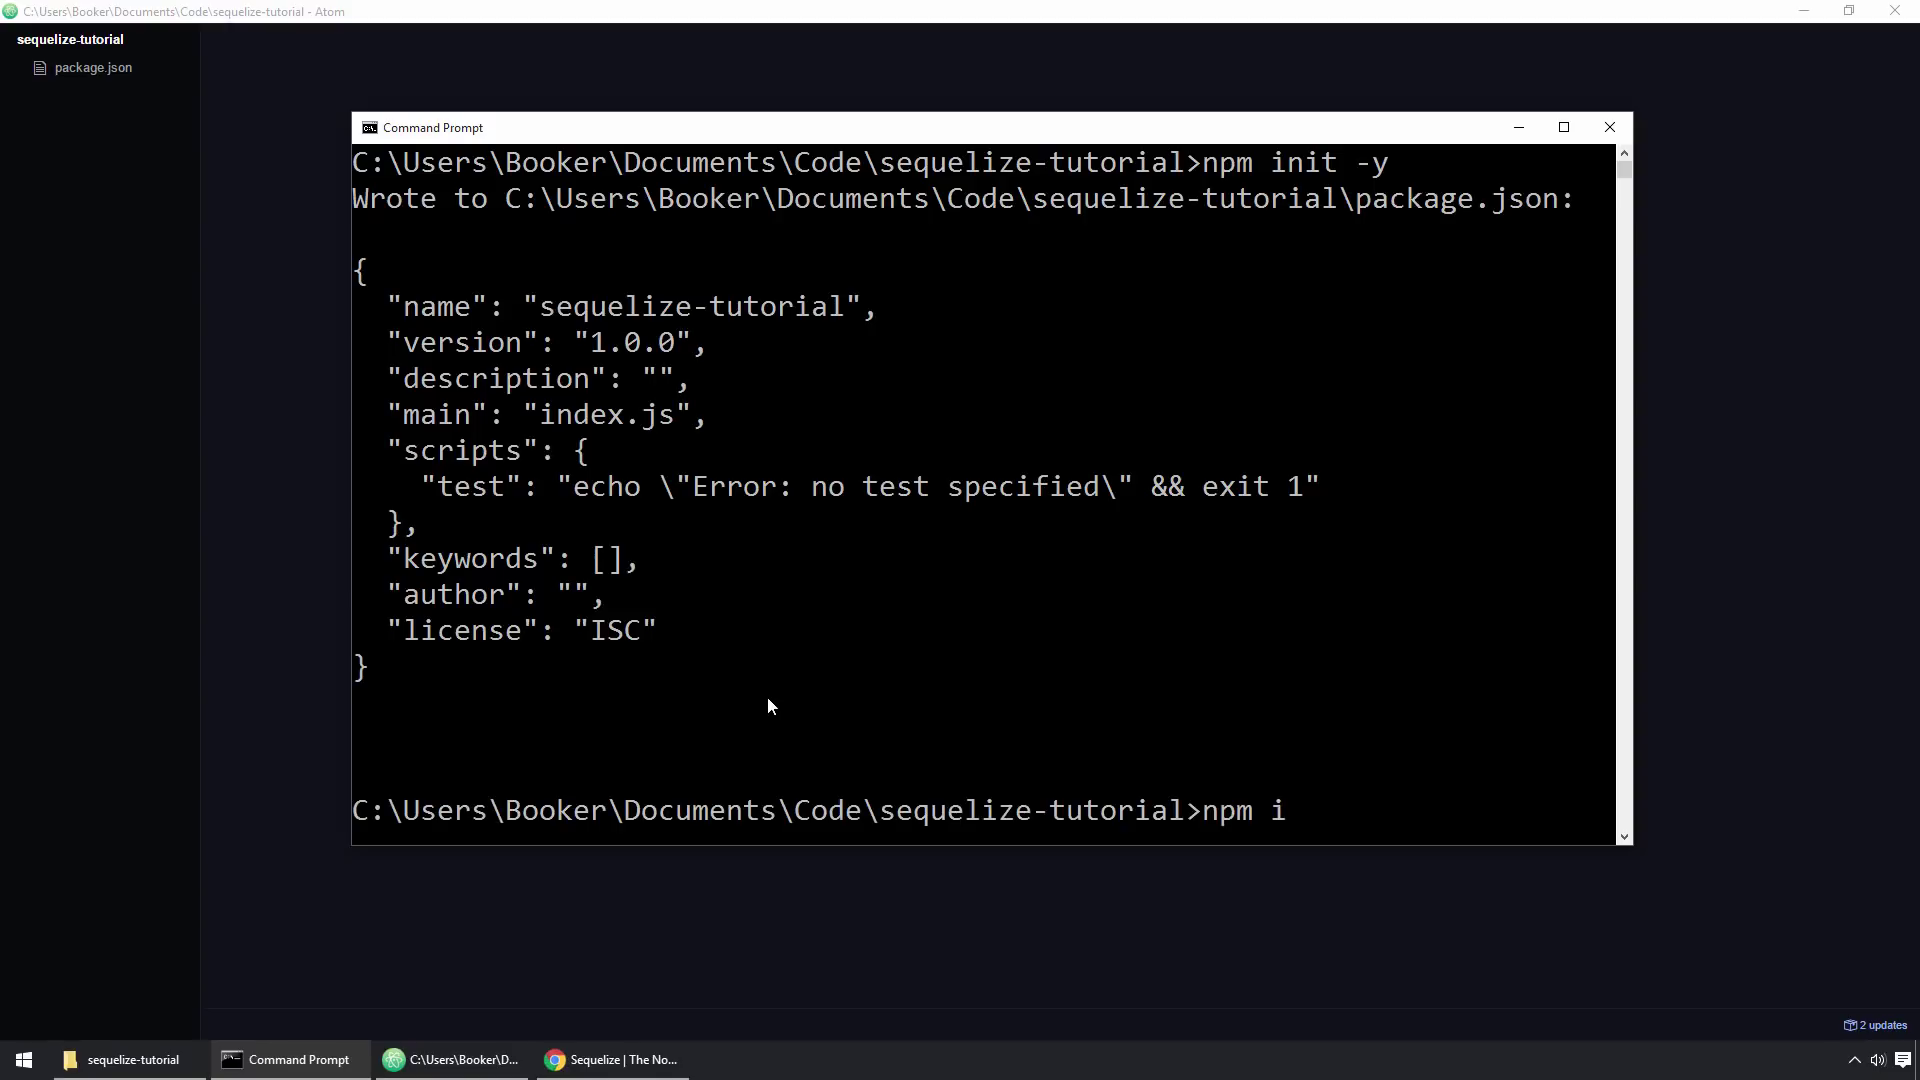 C:\Users\Booker\Documents\Code\sequelize-tutorial - Atom
sequelize-tutorial
package.json
Command Prompt
C:\Users\Booker\Documents\Code\sequelize-tutorial>npm init -y
Wrote to C:\Users\Booker\Documents\Code\sequelize-tutorial\package.json:
{
"name": "sequelize-tutorial",
"version": "1.0.0",
"description": "",
"main": "index.js",
"scripts": {
"test": "echo \"Error: no test specified\" && exit 1"
},
"keywords": [],
"author": "",
"license": "ISC"
}
C:\Users\Booker\Documents\Code\sequelize-tutorial>npm i
2 updates
sequelize-tutorial
Command Prompt
C:\Users\Booker\D...
Sequelize | The No...